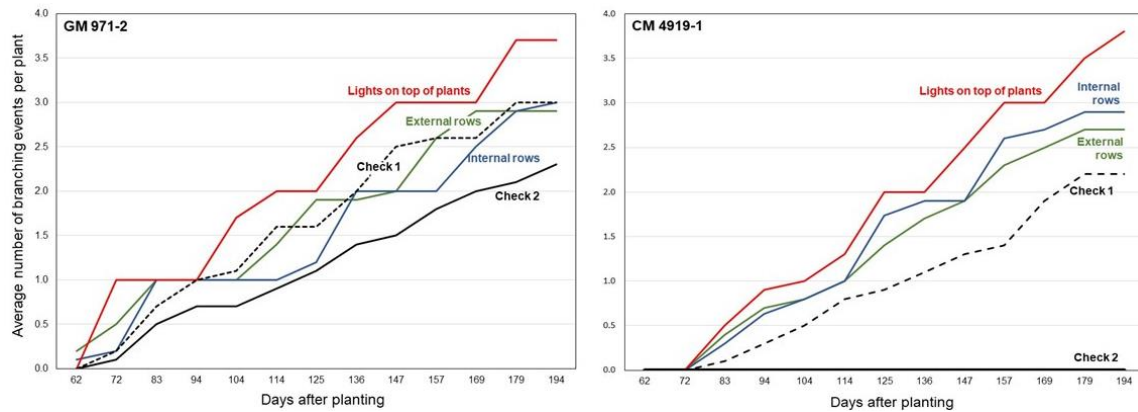 GM 971-2
Average number of branching events per plant
4.0
3.5
3.0
2.5
2.0
1.5
1.0
0.5
0.0
Lights on top of plants
External rows
Check 1
Internal rows
Check 2
62 72 83 94 104 114 125 136 147 157 169 179 194
Days after planting
CM 4919-1
4.0
3.5
3.0
2.5
2.0
1.5
1.0
0.5
0.0
Lights on top of plants
Internal
rows
External
rows
Check 1
Check 2
62 72 83 94 104 114 125 136 147 157 169 179 194
Days after planting